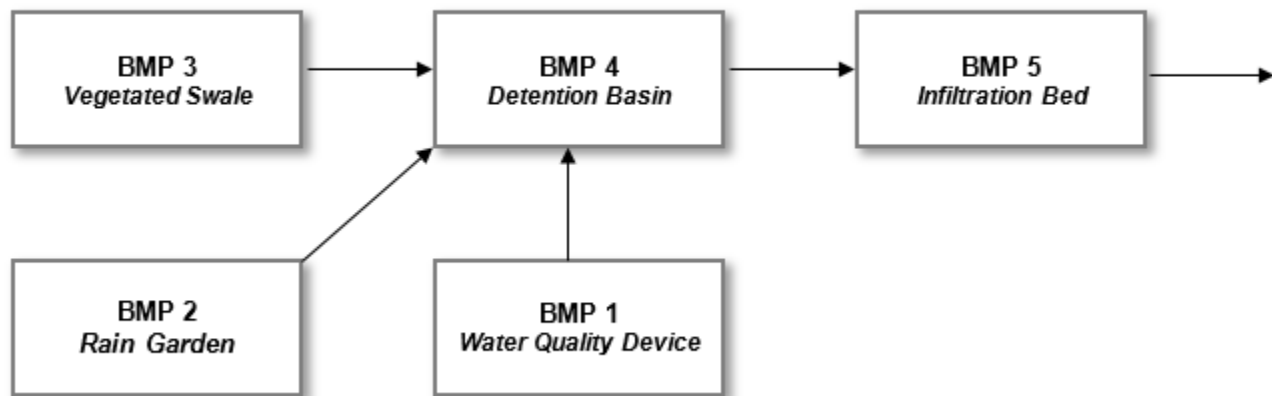 BMP 3
Vegetated Swale
BMP 4
Detention Basin
BMP 5
Infiltration Bed
BMP 2
Rain Garden
BMP 1
Water Quality Device